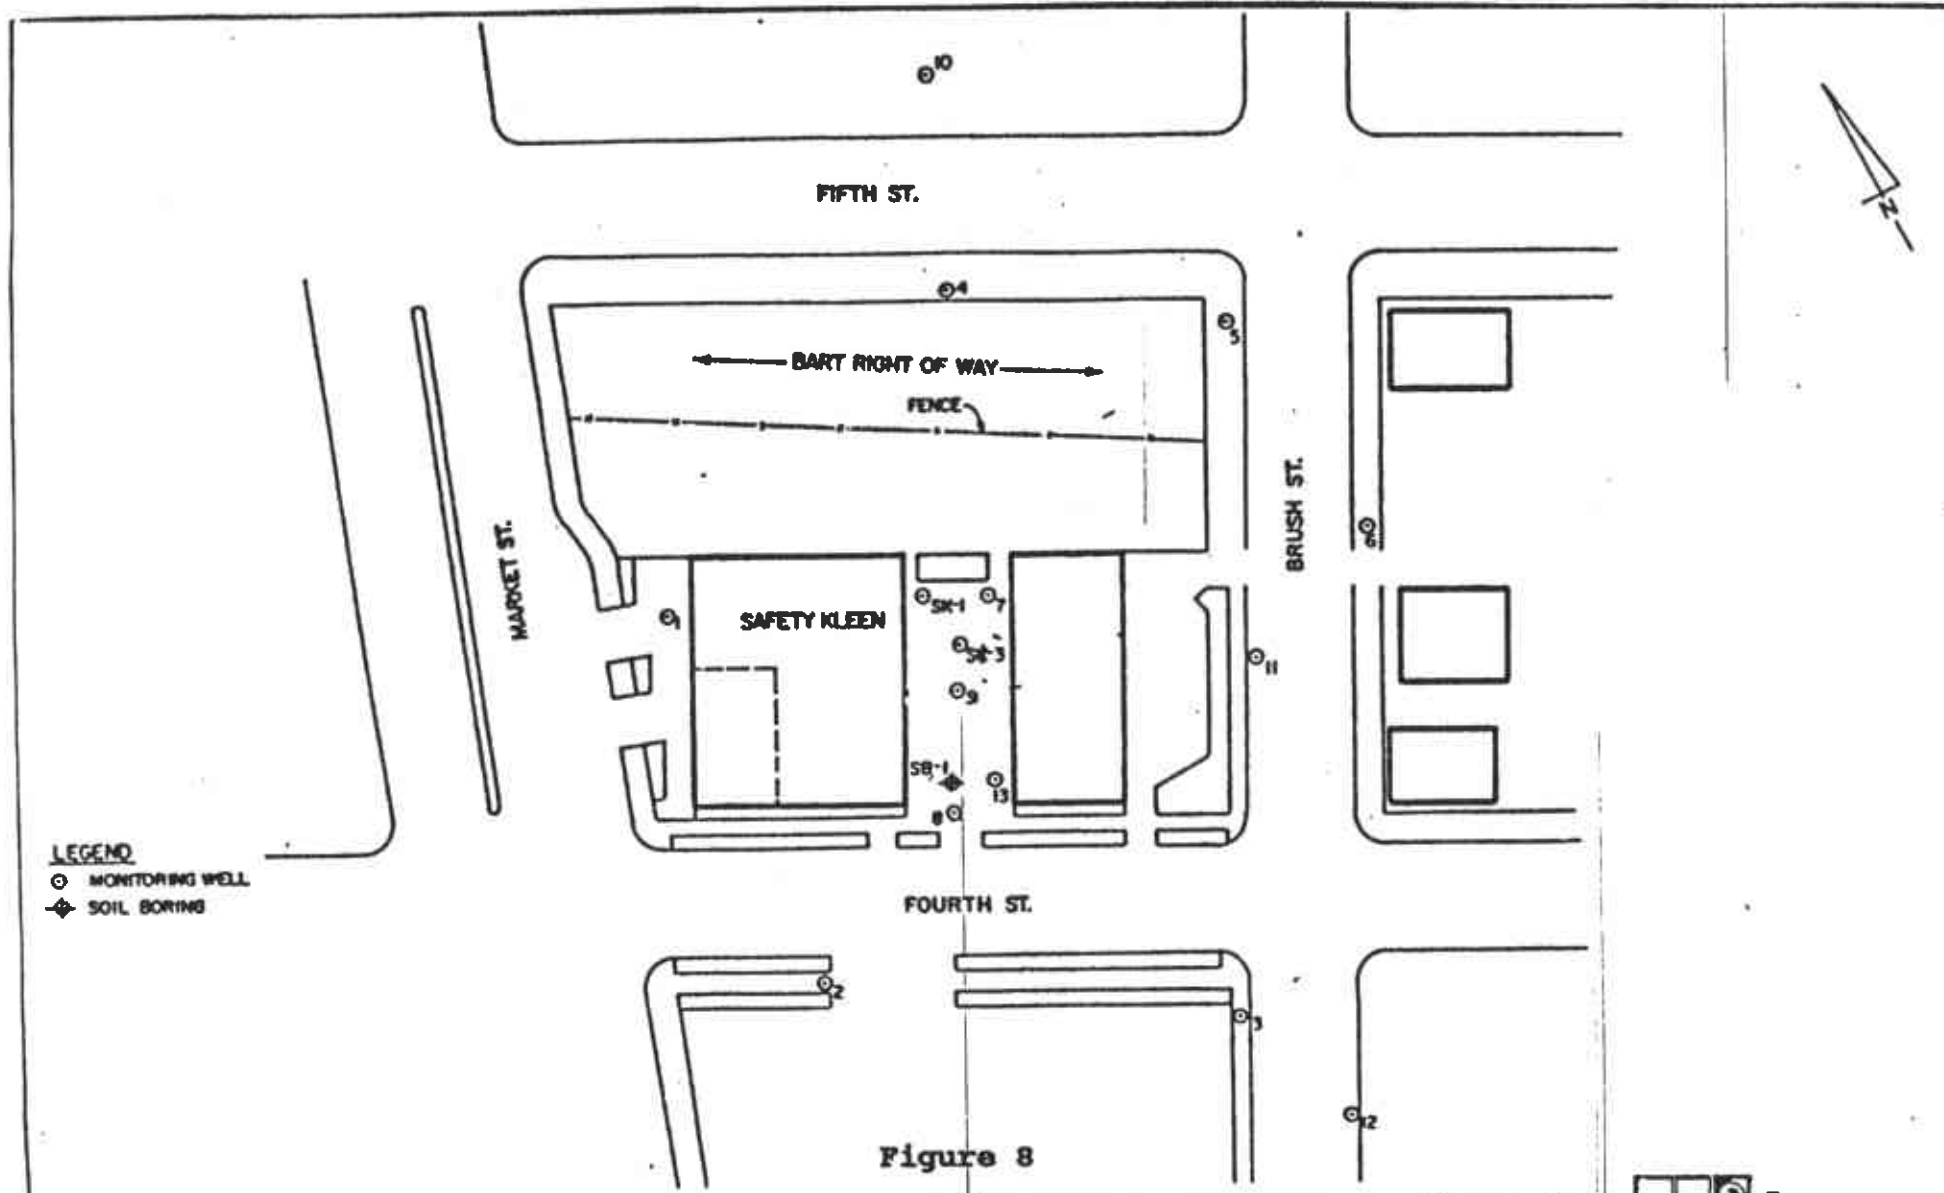 10
FIFTH ST.
4
5
BART RIGHT OF WAY
FENCE
MARKET ST.
BRUSH ST.
6
N
SAFETY KLEEN
1
SK-1
7
9
11
SB-1
13
8
LEGEND
MONITORING WELL
SOIL BORING
FOURTH ST.
2
3
12
Figure 8